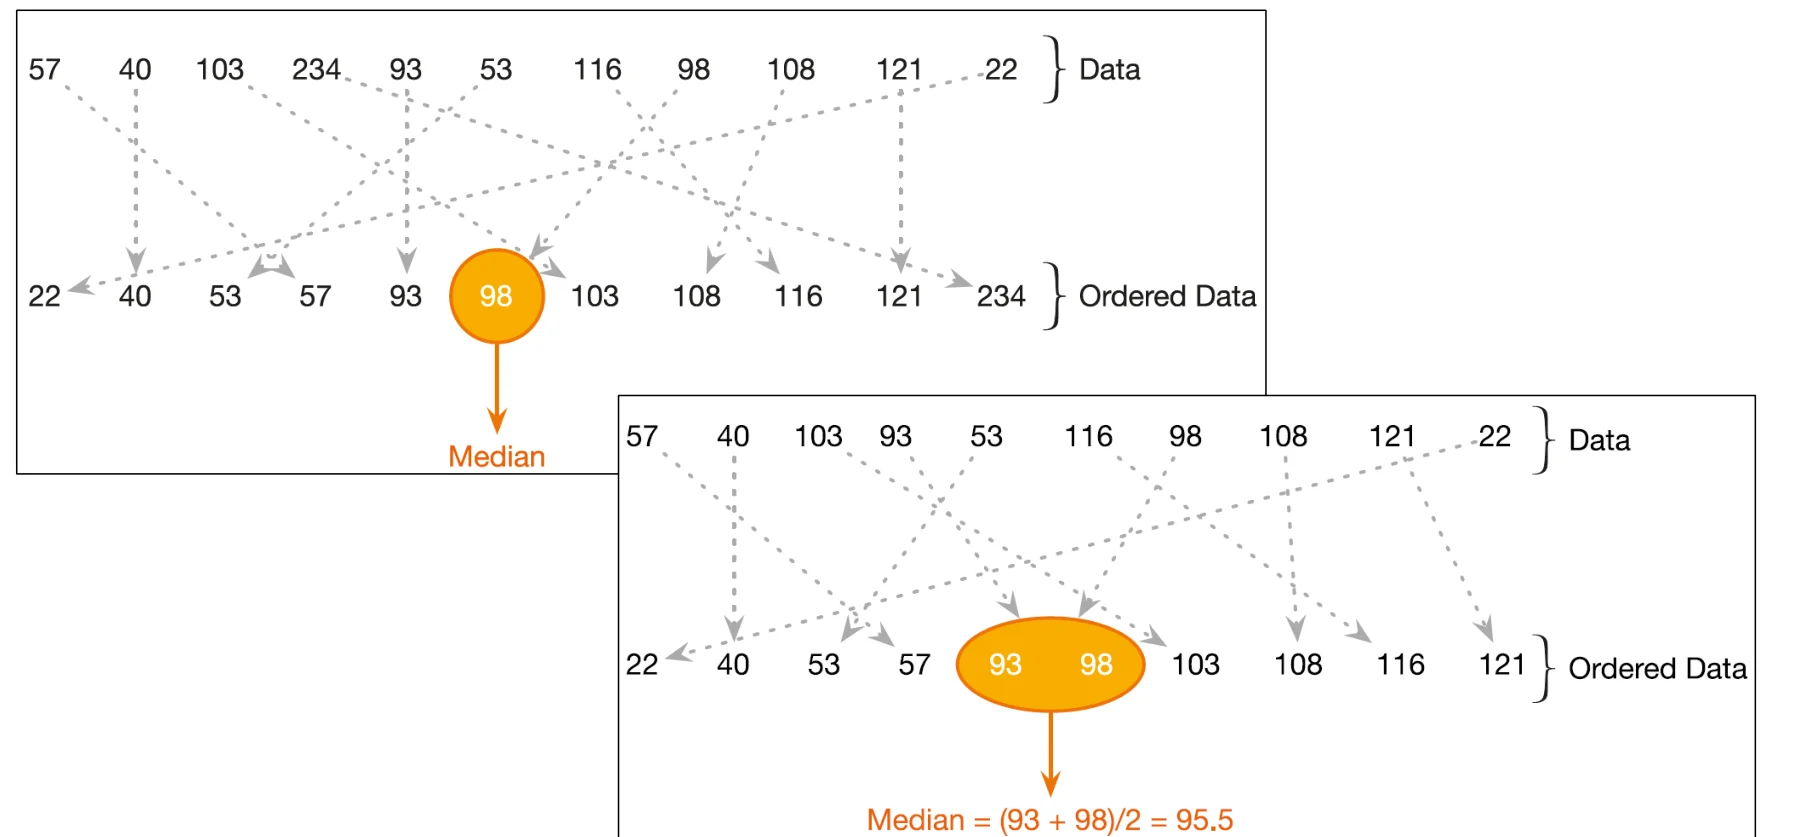 57 40 103 234 93 53 116 98 108 121 22 Data
22 40 53 57 93 98 103 108 116 121 234 Ordered Data
Median
57 40 103 93 53 116 98 108 121 22 Data
22 40 53 57 93 98 103 108 116 121 Ordered Data
Median = (93 + 98)/2 = 95.5